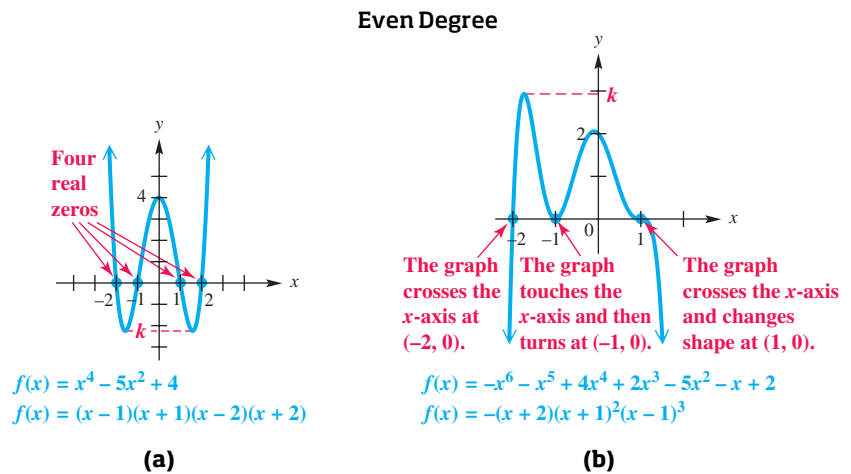 Even Degree
y
Four
real
zeros
4
x
–2
–1
1
2
k
f(x) = x⁴ – 5x² + 4
f(x) = (x – 1)(x + 1)(x – 2)(x + 2)
(a)
y
k
2
x
–2
–1
0
1
The graph
crosses the
x-axis at
(–2, 0).
The graph
touches the
x-axis and then
turns at (–1, 0).
The graph
crosses the x-axis
and changes
shape at (1, 0).
f(x) = –x⁶ – x⁵ + 4x⁴ + 2x³ – 5x² – x + 2
f(x) = –(x + 2)(x + 1)²(x – 1)³
(b)